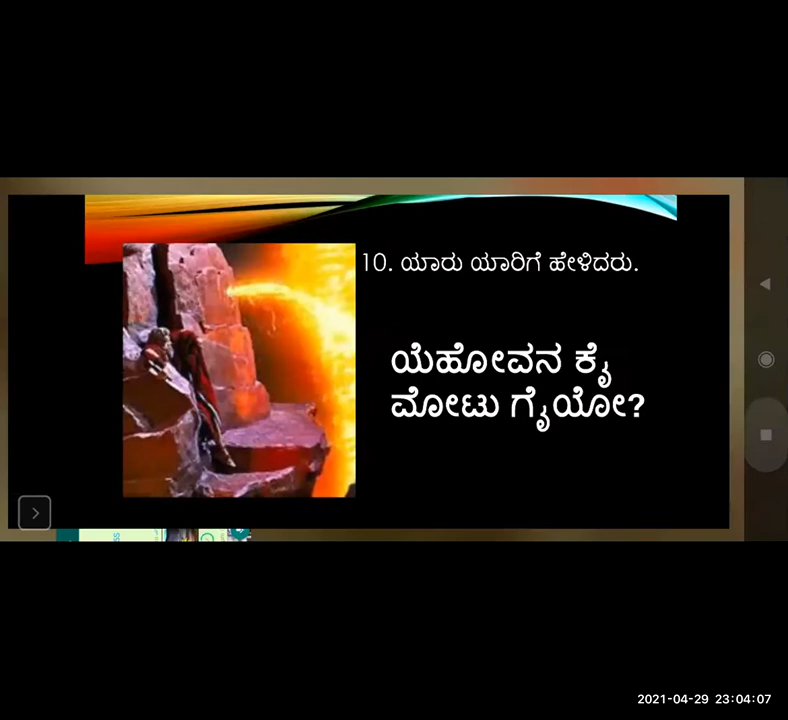 10. ಯಾರು ಯಾರಿಗೆ ಹೇಳಿದರು.
ಯೆಹೋವನ ಕೈ
ಮೋಟು ಗೈಯೋ?
2021-04-29 23:04:07